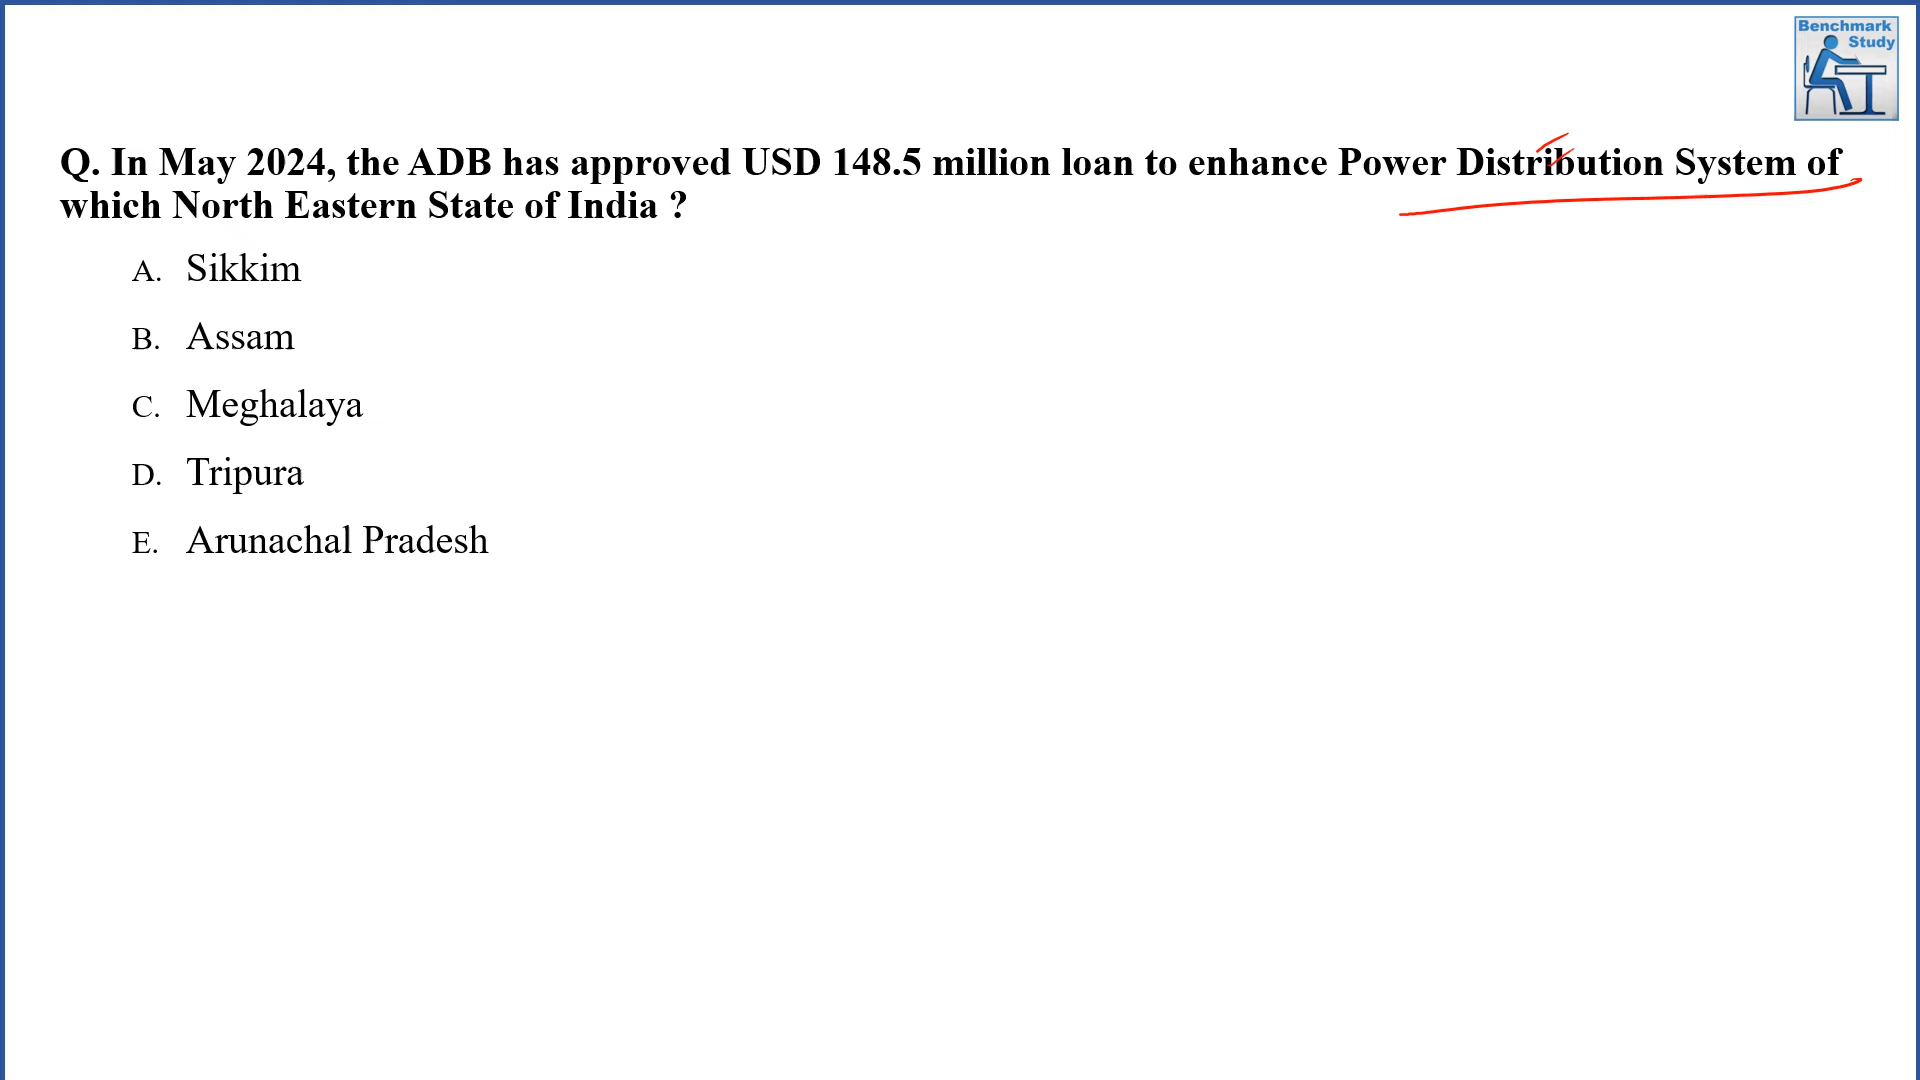 Benchmark
Study
Q. In May 2024, the ADB has approved USD 148.5 million loan to enhance Power Distribution System of
which North Eastern State of India ?
A. Sikkim
B. Assam
C. Meghalaya
D. Tripura
E. Arunachal Pradesh